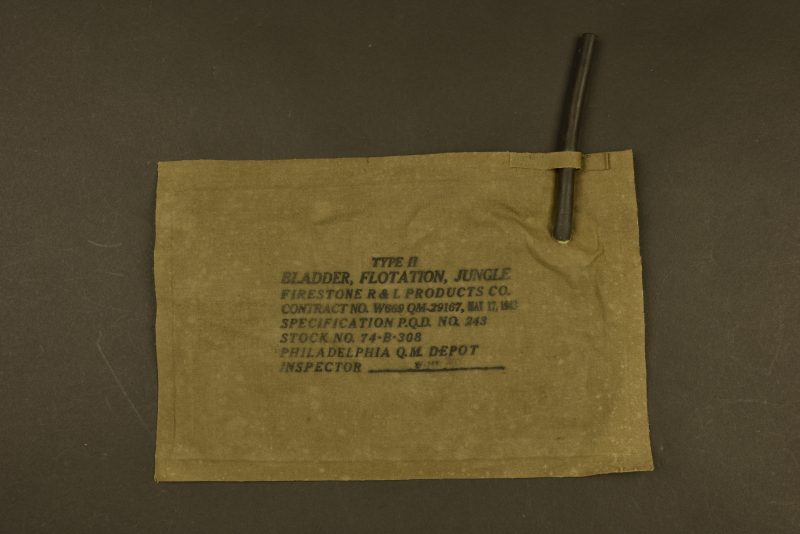 TYPE II
BLADDER, FLOTATION, JUNGLE
FIRESTONE R & L PRODUCTS CO.
CONTRACT NO. W669 QM-29167, MAY 17, 1943
SPECIFICATION P.Q.D. NO. 243
STOCK NO. 74-B-308
PHILADELPHIA Q.M. DEPOT
INSPECTOR